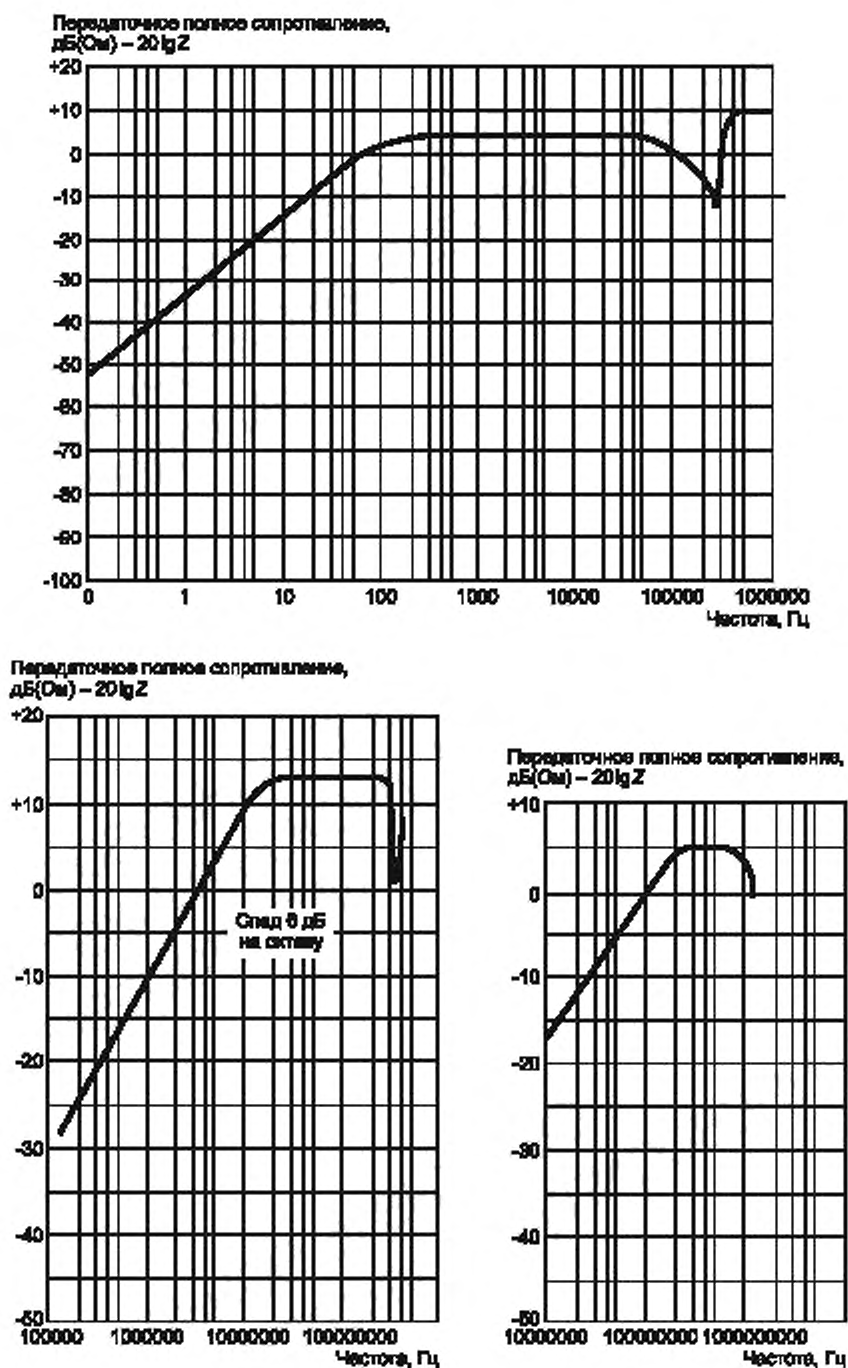 Передаточное полное сопротивление,
дБ(Ом) – 20 lg Z
+20
+10
0
-10
-20
-30
-40
-50
-60
-70
-80
-90
-100
0 1 10 100 1000 10000 100000 1000000
Частота, Гц
Передаточное полное сопротивление,
дБ(Ом) – 20 lg Z
+20
+10
0
-10
-20
-30
-40
-50
Спад 6 дБ
на октаву
100000 1000000 10000000 100000000
Частота, Гц
Передаточное полное сопротивление,
дБ(Ом) – 20 lg Z
+10
0
-10
-20
-30
-40
-50
10000000 100000000 1000000000
Частота, Гц